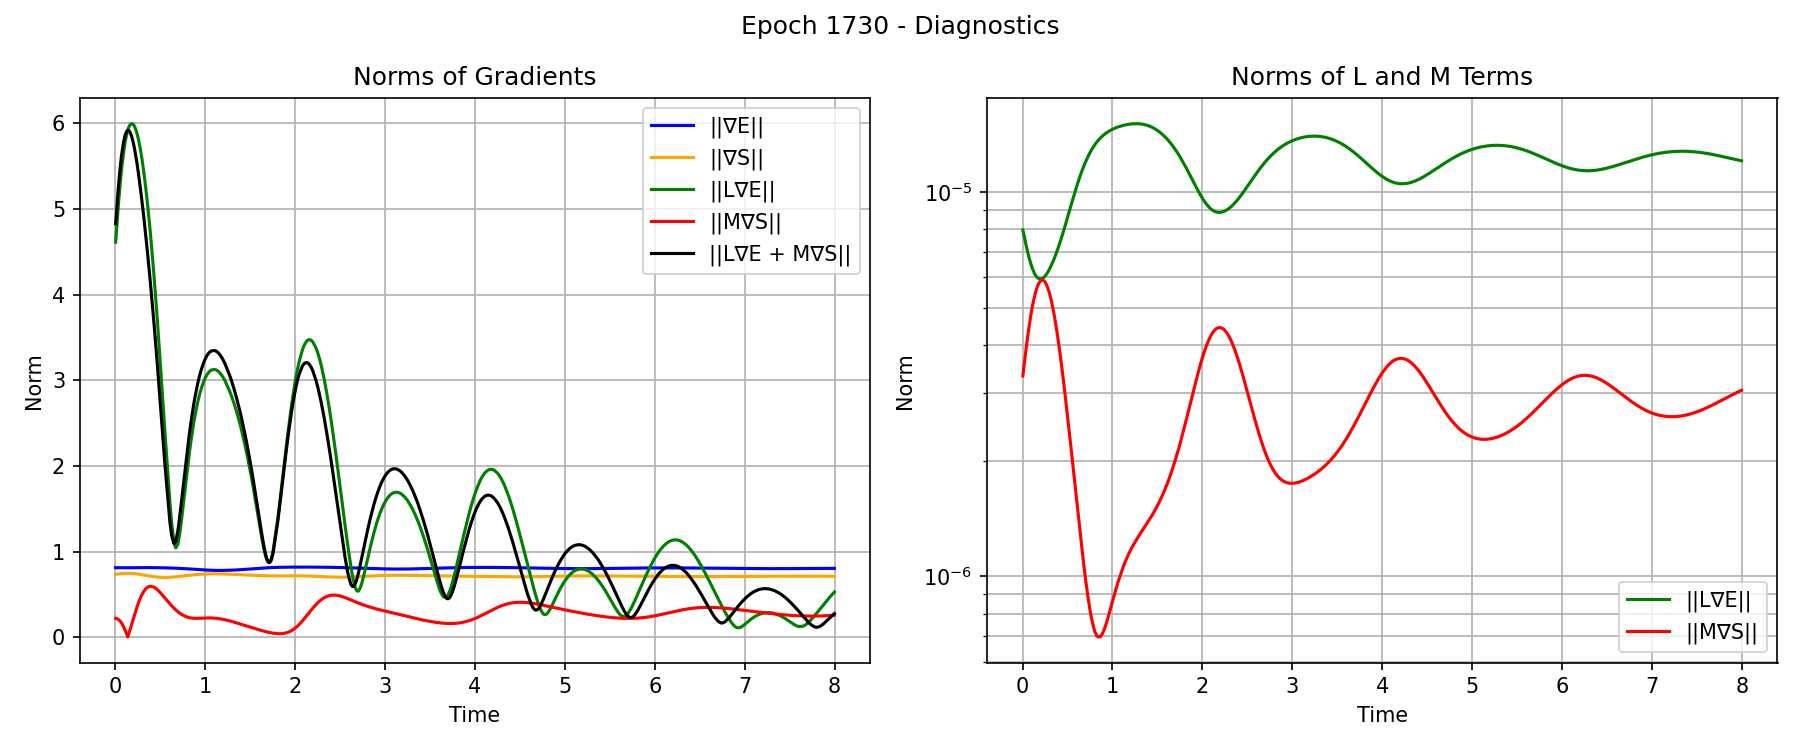 Epoch 1730 - Diagnostics
Norms of Gradients
Norm
6
5
4
3
2
1
0
||∇E||
||∇S||
||L∇E||
||M∇S||
||L∇E + M∇S||
0 1 2 3 4 5 6 7 8
Time
Norms of L and M Terms
Norm
10⁻⁵
10⁻⁶
||L∇E||
||M∇S||
0 1 2 3 4 5 6 7 8
Time